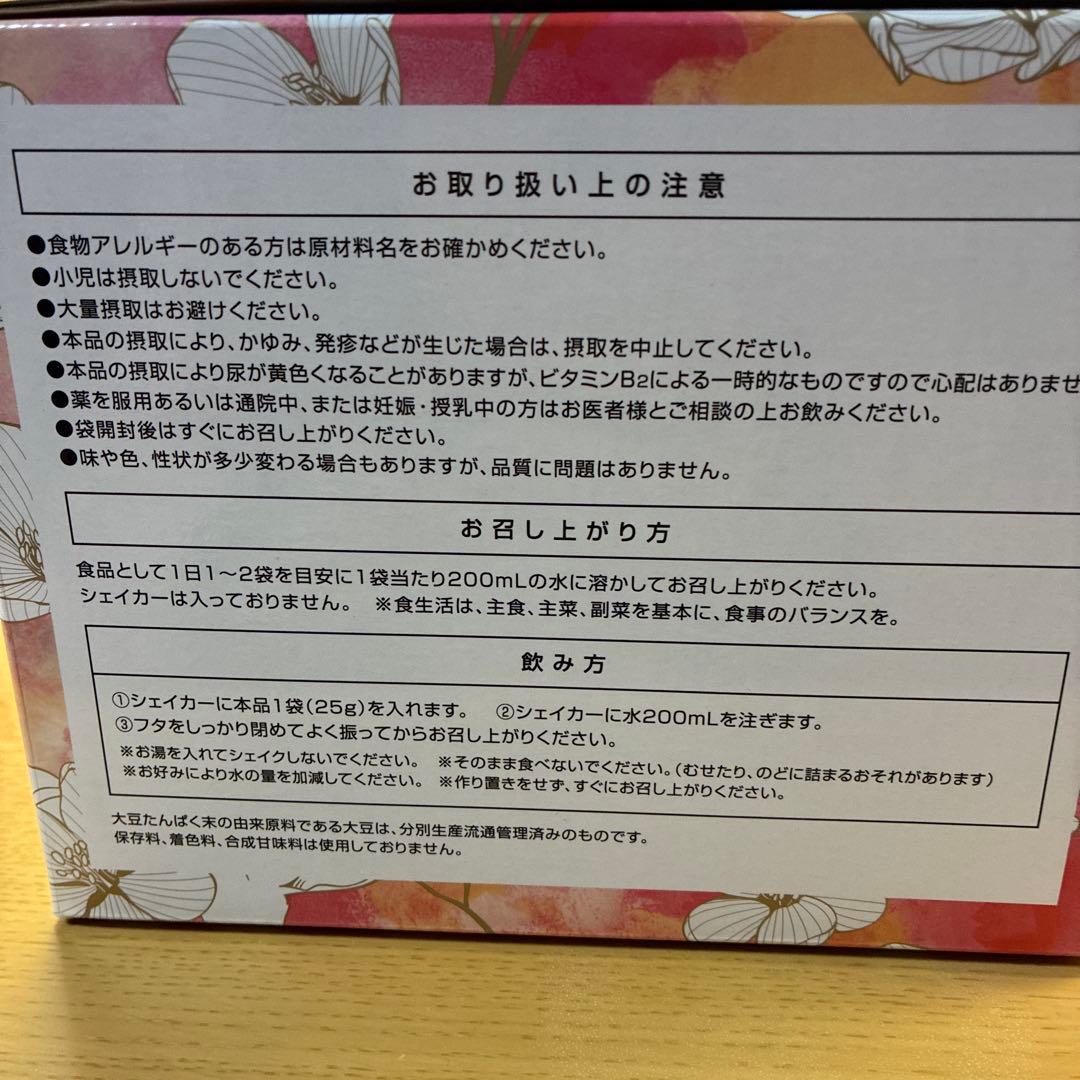 お取り扱い上の注意
●食物アレルギーのある方は原材料名をお確かめください。
●小児は摂取しないでください。
●大量摂取はお避けください。
●本品の摂取により、かゆみ、発疹などが生じた場合は、摂取を中止してください。
●本品の摂取により尿が黄色くなることがありますが、ビタミンB2による一時的なものですので心配はありませ
●薬を服用あるいは通院中、または妊娠・授乳中の方はお医者様とご相談の上お飲みください。
●袋開封後はすぐにお召し上がりください。
●味や色、性状が多少変わる場合もありますが、品質に問題はありません。
お召し上がり方
食品として1日1～2袋を目安に1袋当たり200mLの水に溶かしてお召し上がりください。
シェイカーは入っておりません。 ※食生活は、主食、主菜、副菜を基本に、食事のバランスを。
飲み方
①シェイカーに本品1袋(25g)を入れます。 ②シェイカーに水200mLを注ぎます。
③フタをしっかり閉めてよく振ってからお召し上がりください。
※お湯を入れてシェイクしないでください。 ※そのまま食べないでください。(むせたり、のどに詰まるおそれがあります)
※お好みにより水の量を加減してください。 ※作り置きをせず、すぐにお召し上がりください。
大豆たんぱく末の由来原料である大豆は、分別生産流通管理済みのものです。
保存料、着色料、合成甘味料は使用しておりません。